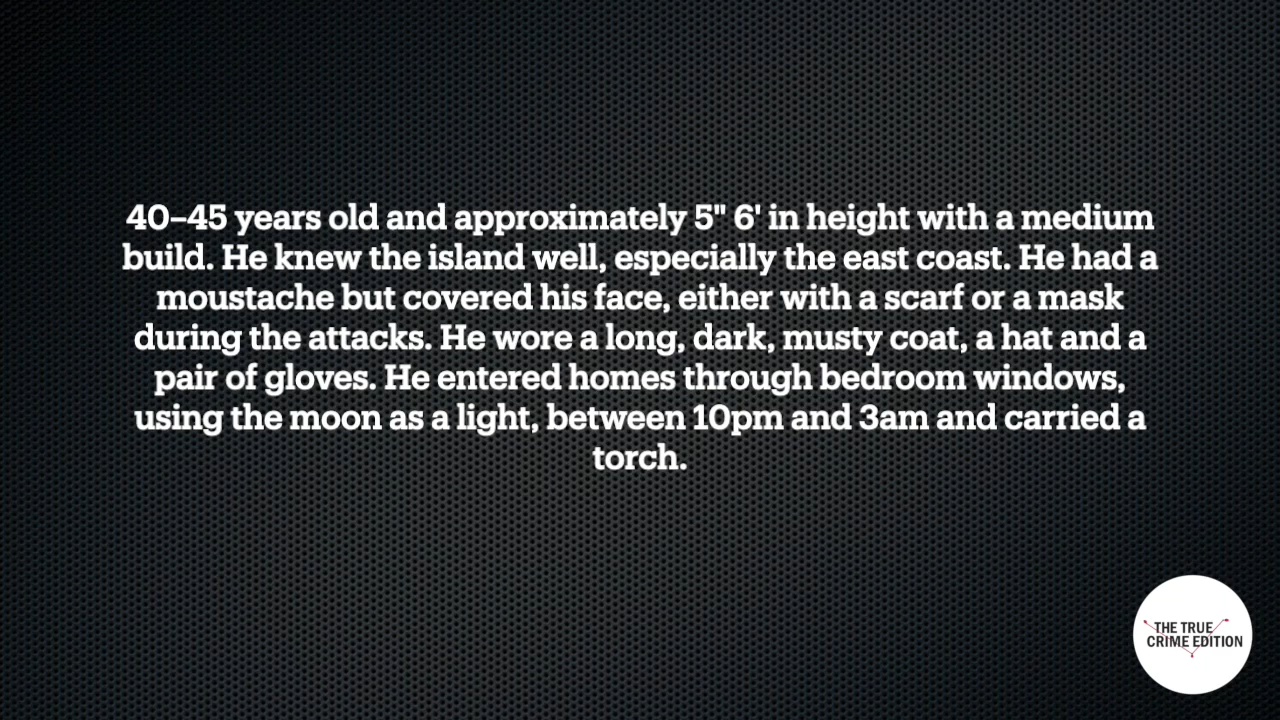 40–45 years old and approximately 5" 6' in height with a medium
build. He knew the island well, especially the east coast. He had a
moustache but covered his face, either with a scarf or a mask
during the attacks. He wore a long, dark, musty coat, a hat and a
pair of gloves. He entered homes through bedroom windows,
using the moon as a light, between 10pm and 3am and carried a
torch.
THE TRUE
CRIME EDITION